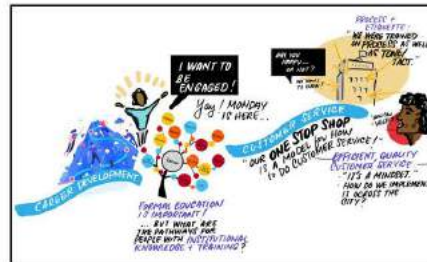 I WANT TO
BE
ENGAGED!
Yay! MONDAY
IS HERE...
CAREER DEVELOPMENT
FORMAL EDUCATION
IS IMPORTANT!
... BUT WHAT ARE
THE PATHWAYS FOR
PEOPLE WITH INSTITUTIONAL
KNOWLEDGE + TRAINING?
PROCESS +
ETIQUETTE
"WE WERE TRAINED
ON PROCESS AS WELL
AS TONE/
TACT."
ARE YOU
HAPPY...
OR NOT?
CUSTOMER SERVICE
"OUR ONE STOP SHOP
IS A MODEL ON HOW
TO DO CUSTOMER SERVICE!"
EFFICIENT, QUALITY
CUSTOMER SERVICE
"IT'S A MINDSET.
HOW DO WE IMPLEMENT
IS ACROSS THE
CITY?